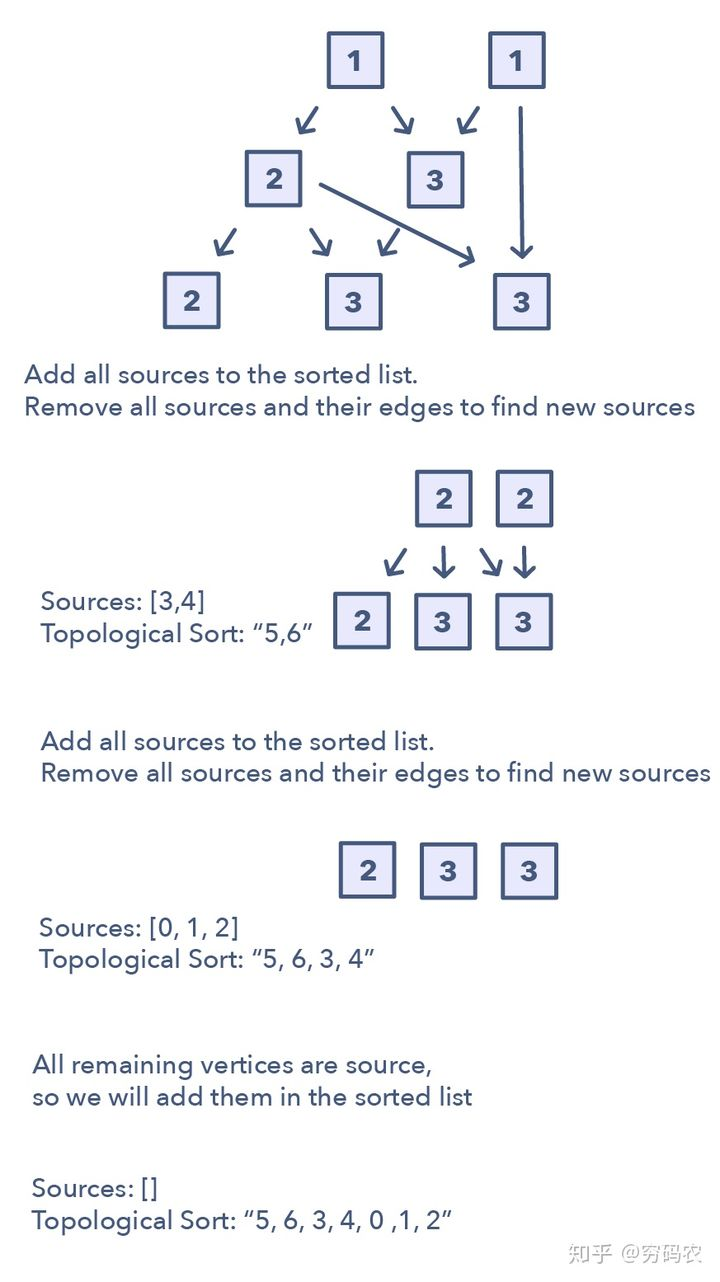 1 1
2 3
2 3 3
Add all sources to the sorted list.
Remove all sources and their edges to find new sources
2 2
2 3 3
Sources: [3,4]
Topological Sort: “5,6”
Add all sources to the sorted list.
Remove all sources and their edges to find new sources
2 3 3
Sources: [0, 1, 2]
Topological Sort: “5, 6, 3, 4”
All remaining vertices are source,
so we will add them in the sorted list
Sources: []
Topological Sort: “5, 6, 3, 4, 0 ,1, 2”
知乎 @穷码农